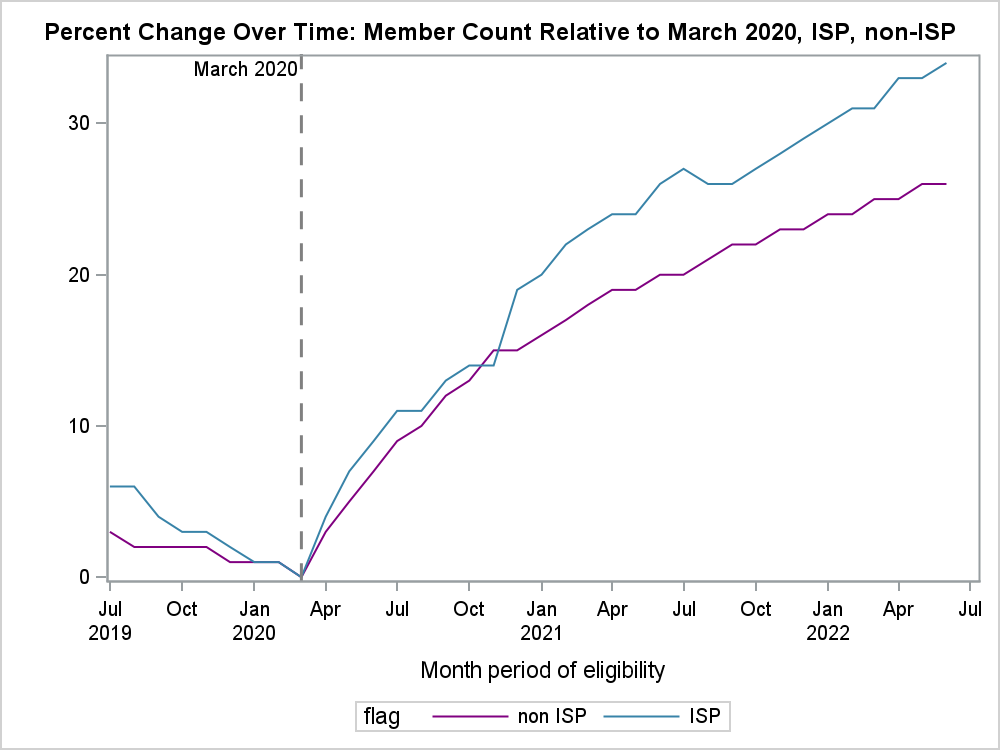 Percent Change Over Time: Member Count Relative to March 2020, ISP, non-ISP
March 2020
30
20
10
0
Jul Oct Jan Apr Jul Oct Jan Apr Jul Oct Jan Apr Jul
2019 2020 2021 2022
Month period of eligibility
flag non ISP ISP